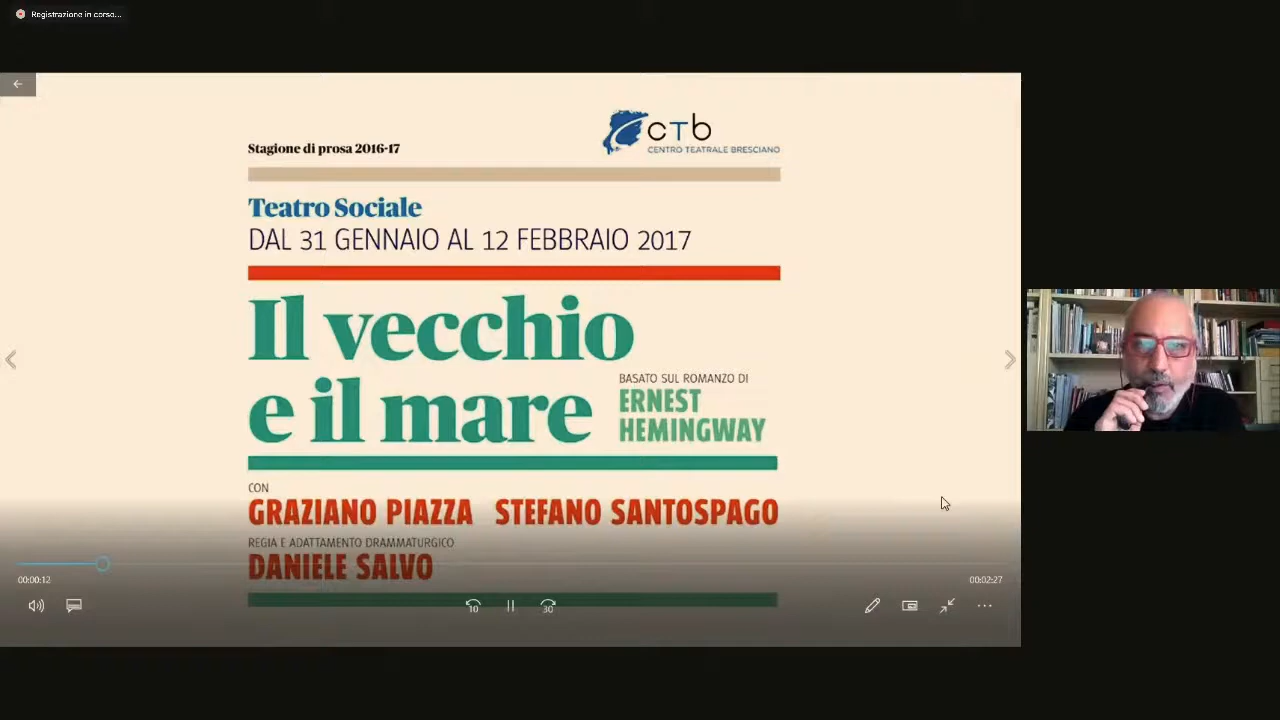 Registrazione in corso...
Stagione di prosa 2016-17
CTb
CENTRO TEATRALE BRESCIANO
Teatro Sociale
DAL 31 GENNAIO AL 12 FEBBRAIO 2017
Il vecchio
e il mare
BASATO SUL ROMANZO DI
ERNEST
HEMINGWAY
CON
GRAZIANO PIAZZA STEFANO SANTOSPAGO
REGIA E ADATTAMENTO DRAMMATURGICO
DANIELE SALVO
00:00:12
00:02:27
10
30